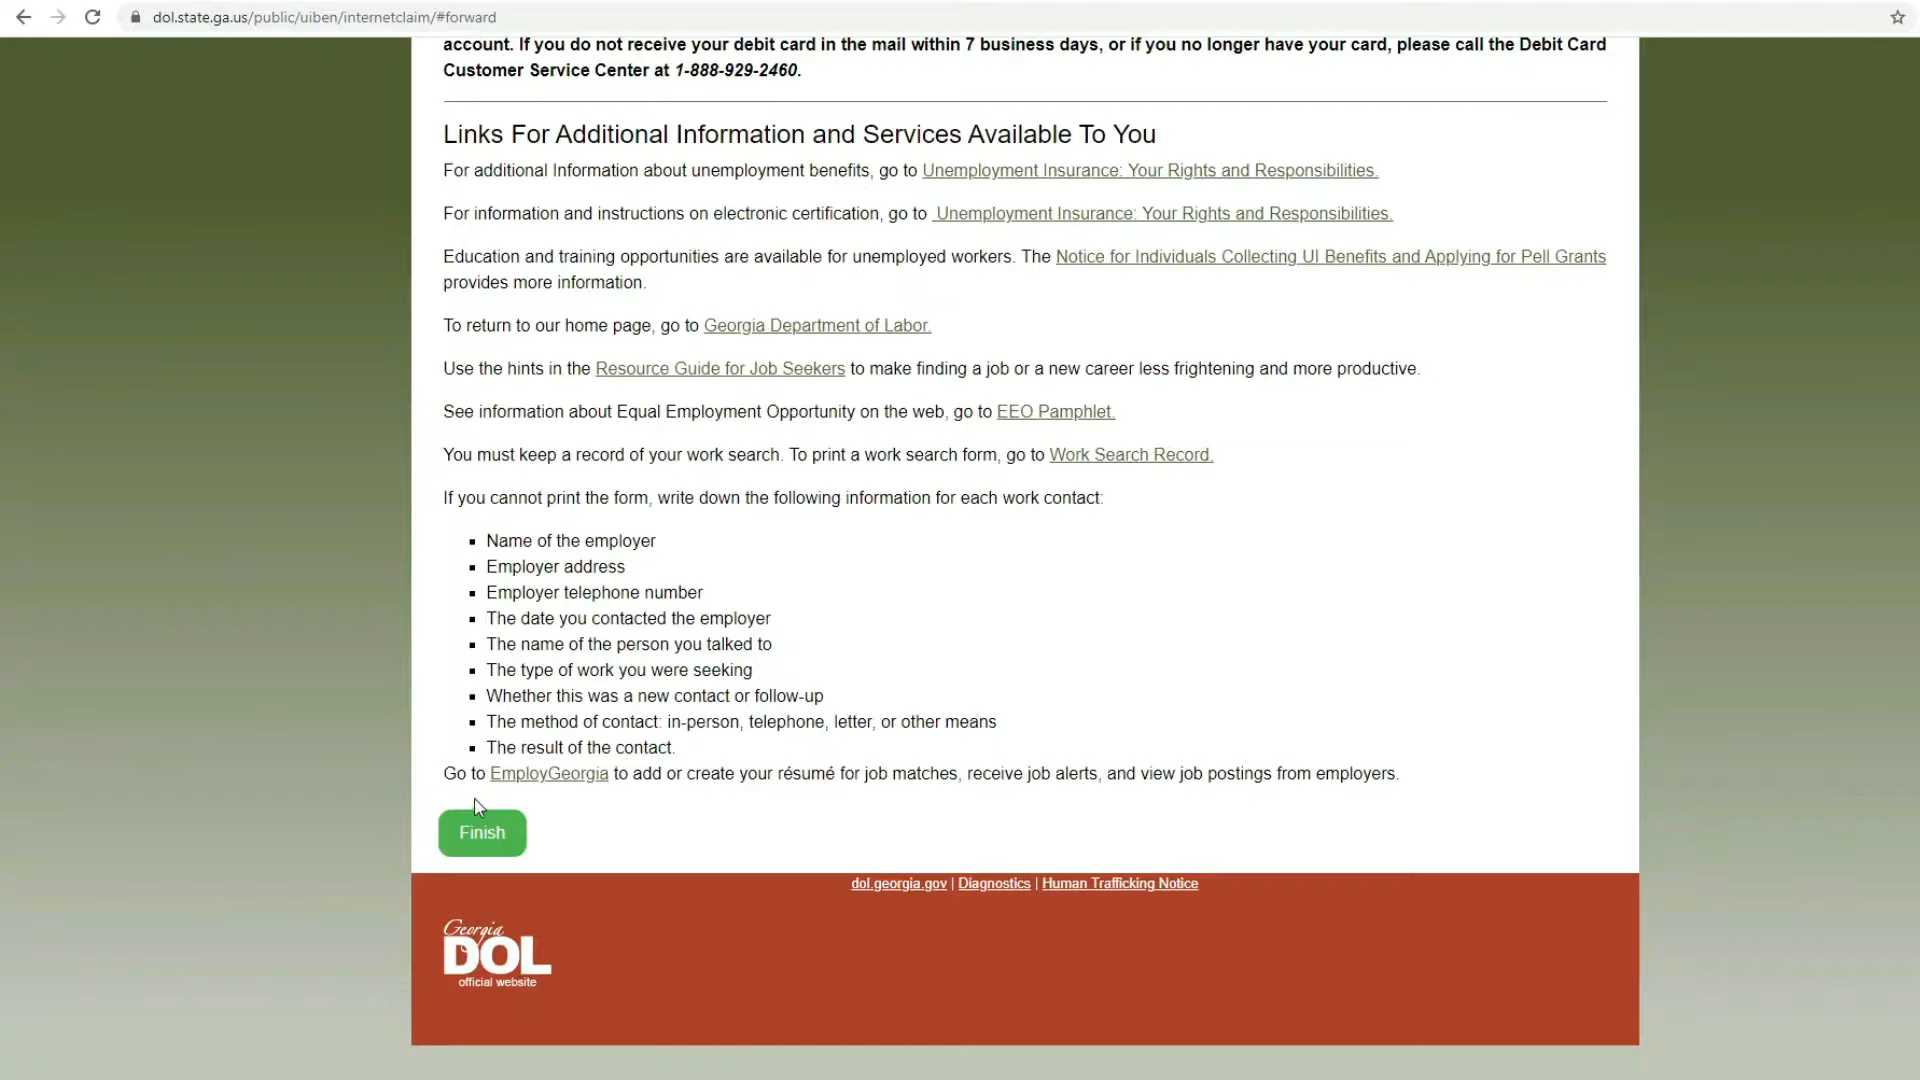 dol.state.ga.us/public/uiben/internetclaim/#forward
account. If you do not receive your debit card in the mail within 7 business days, or if you no longer have your card, please call the Debit Card
Customer Service Center at 1-888-929-2460.
Links For Additional Information and Services Available To You
For additional Information about unemployment benefits, go to Unemployment Insurance: Your Rights and Responsibilities.
For information and instructions on electronic certification, go to Unemployment Insurance: Your Rights and Responsibilities.
Education and training opportunities are available for unemployed workers. The Notice for Individuals Collecting UI Benefits and Applying for Pell Grants
provides more information.
To return to our home page, go to Georgia Department of Labor.
Use the hints in the Resource Guide for Job Seekers to make finding a job or a new career less frightening and more productive.
See information about Equal Employment Opportunity on the web, go to EEO Pamphlet.
You must keep a record of your work search. To print a work search form, go to Work Search Record.
If you cannot print the form, write down the following information for each work contact:
▪ Name of the employer
▪ Employer address
▪ Employer telephone number
▪ The date you contacted the employer
▪ The name of the person you talked to
▪ The type of work you were seeking
▪ Whether this was a new contact or follow-up
▪ The method of contact: in-person, telephone, letter, or other means
▪ The result of the contact.
Go to EmployGeorgia to add or create your résumé for job matches, receive job alerts, and view job postings from employers.
Finish
dol.georgia.gov | Diagnostics | Human Trafficking Notice
Georgia
DOL
official website